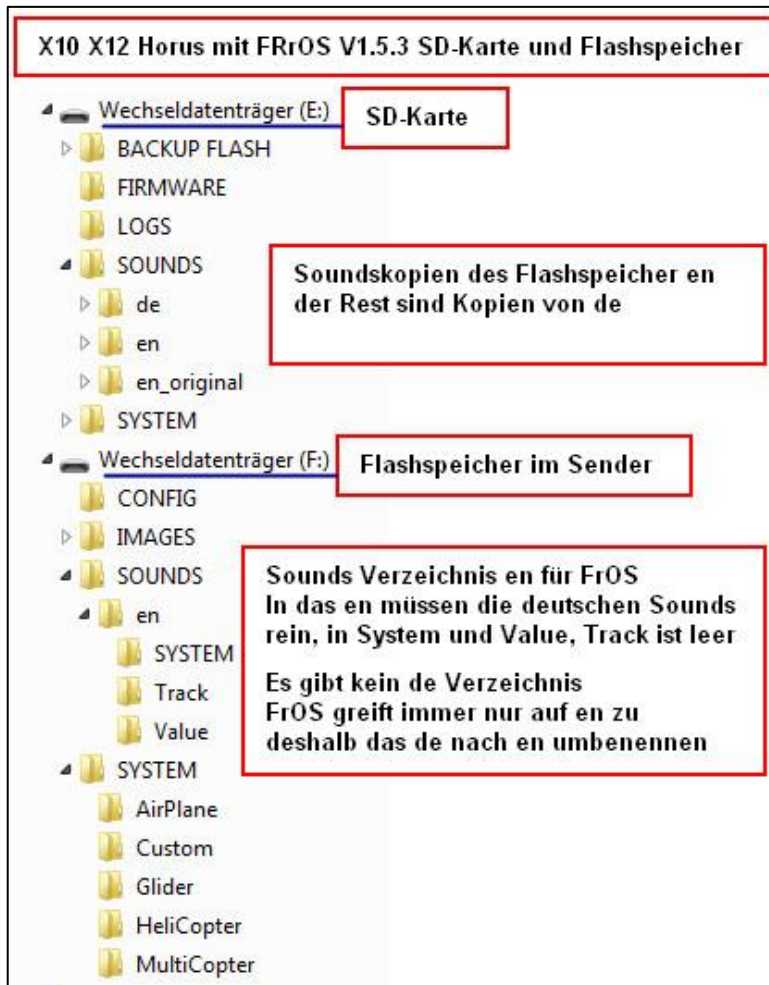 X10 X12 Horus mit FRrOS V1.5.3 SD-Karte und Flashspeicher
Wechseldatenträger (E:)
SD-Karte
BACKUP FLASH
FIRMWARE
LOGS
SOUNDS
Soundskopien des Flashspeicher en
der Rest sind Kopien von de
de
en
en_original
SYSTEM
Wechseldatenträger (F:)
Flashspeicher im Sender
CONFIG
IMAGES
SOUNDS
en
SYSTEM
Track
Value
Sounds Verzeichnis en für FrOS
In das en müssen die deutschen Sounds
rein, in System und Value, Track ist leer
Es gibt kein de Verzeichnis
FrOS greift immer nur auf en zu
deshalb das de nach en umbenennen
SYSTEM
AirPlane
Custom
Glider
HeliCopter
MultiCopter